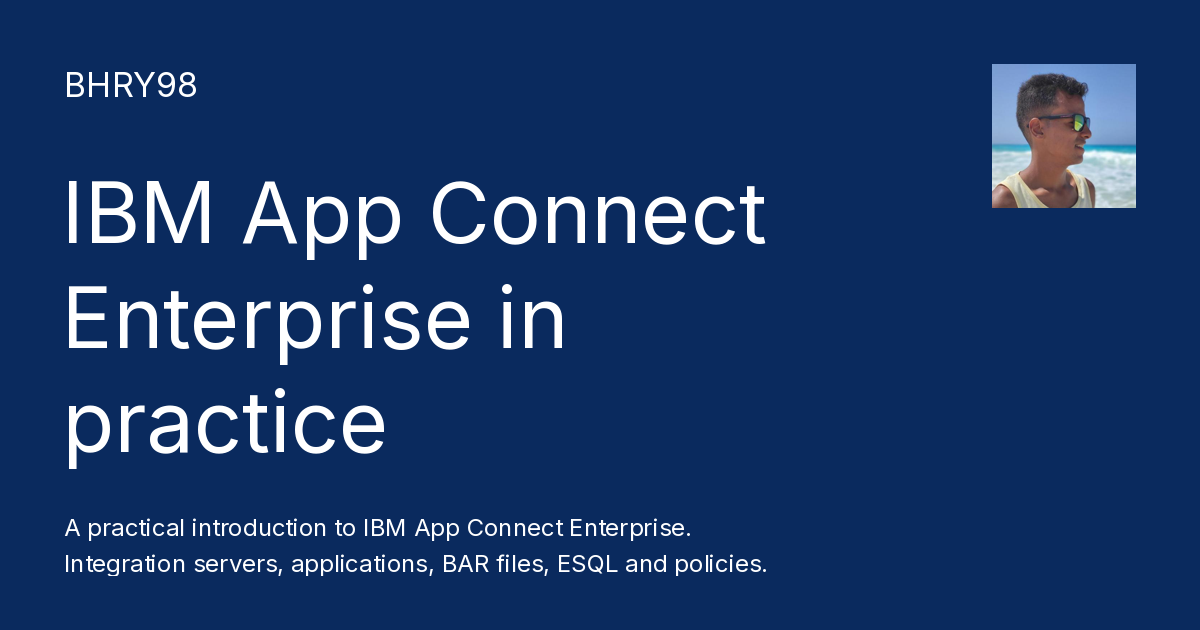 BHRY98
IBM App Connect
Enterprise in
practice
A practical introduction to IBM App Connect Enterprise.
Integration servers, applications, BAR files, ESQL and policies.